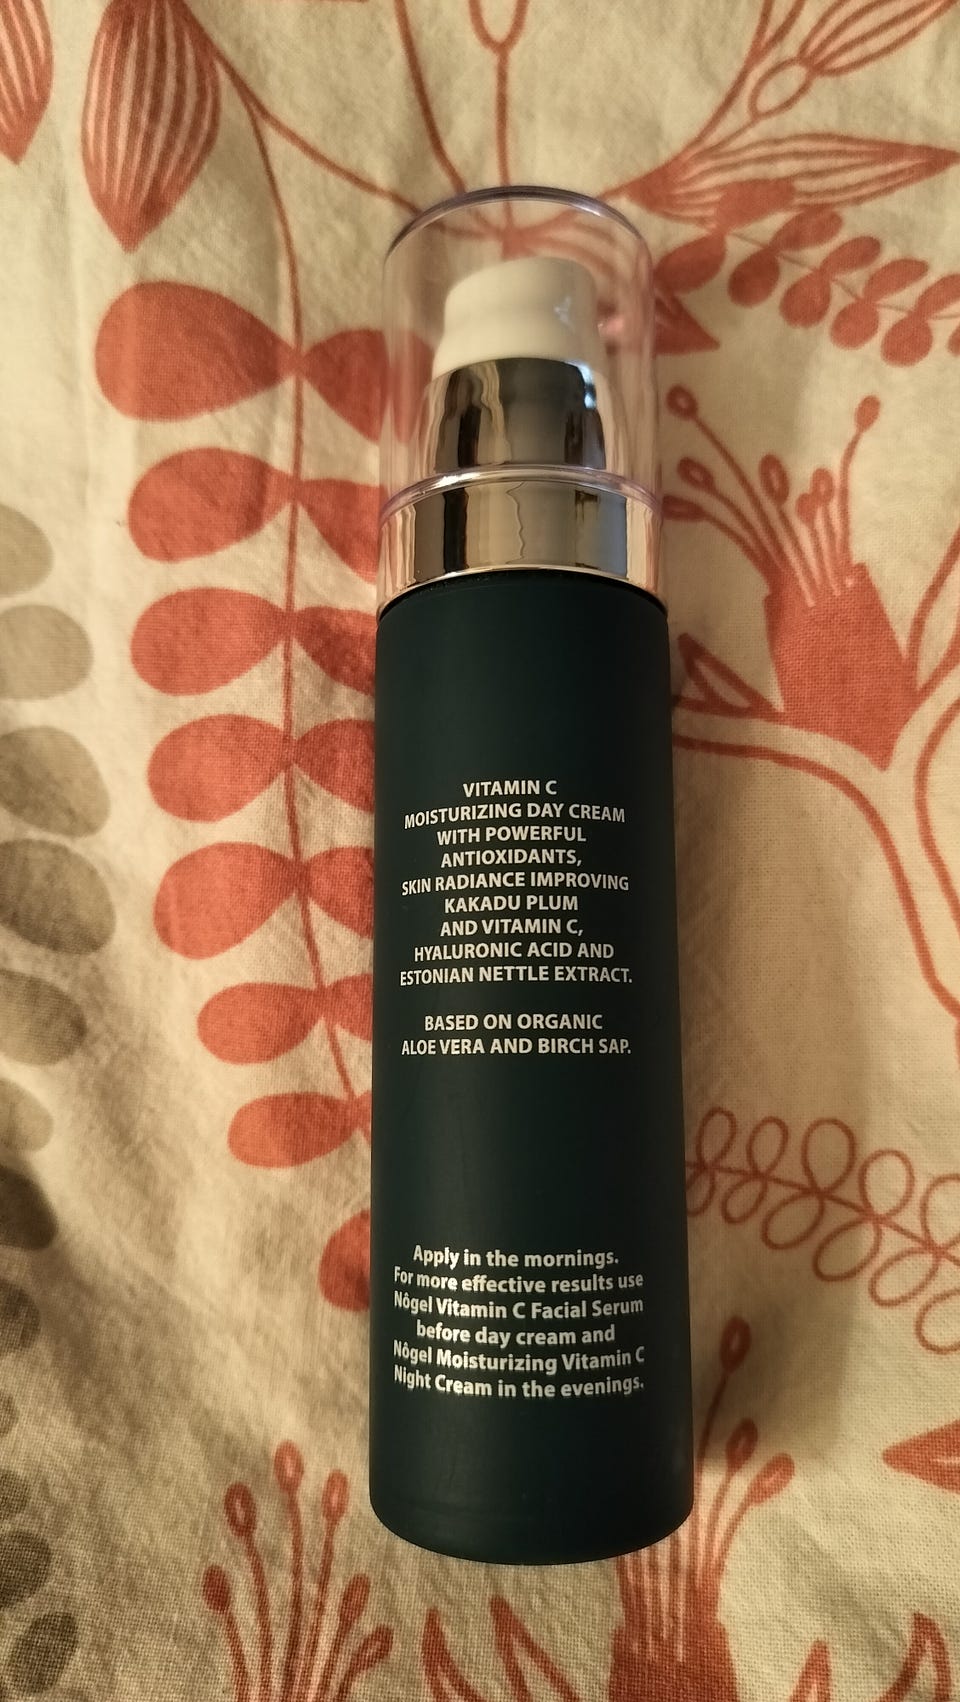 VITAMIN C
MOISTURIZING DAY CREAM
WITH POWERFUL
ANTIOXIDANTS,
SKIN RADIANCE IMPROVING
KAKADU PLUM
AND VITAMIN C,
HYALURONIC ACID AND
ESTONIAN NETTLE EXTRACT.
BASED ON ORGANIC
ALOE VERA AND BIRCH SAP.
Apply in the mornings.
For more effective results use
Nôgel Vitamin C Facial Serum
before day cream and
Nôgel Moisturizing Vitamin C
Night Cream in the evenings.